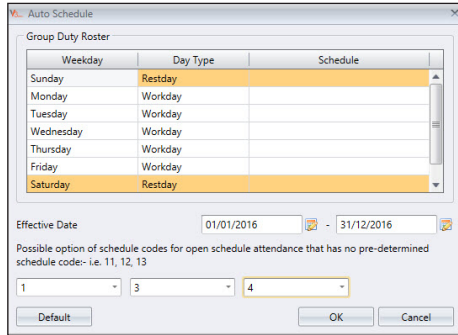 Auto Schedule
Group Duty Roster
Weekday Day Type Schedule
Sunday Restday
Monday Workday
Tuesday Workday
Wednesday Workday
Thursday Workday
Friday Workday
Saturday Restday
Effective Date 01/01/2016 - 31/12/2016
Possible option of schedule codes for open schedule attendance that has no pre-determined
schedule code:- i.e. 11, 12, 13
1 3 4
Default OK Cancel